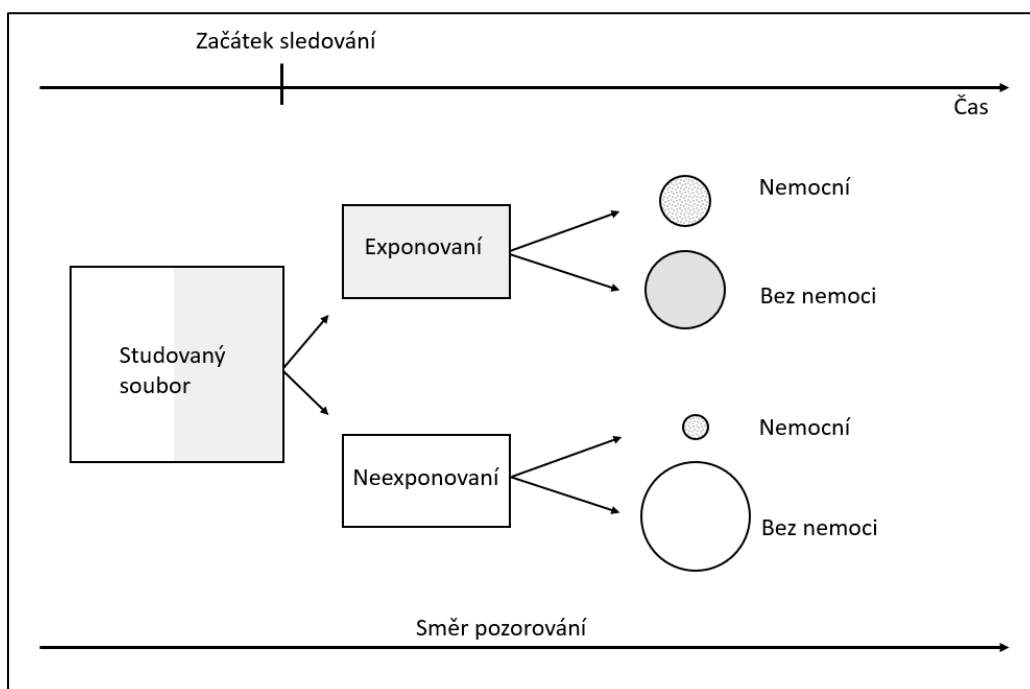 Začátek sledování
Čas
Nemocní
Exponovaní
Bez nemoci
Studovaný
soubor
Nemocní
Neexponovaní
Bez nemoci
Směr pozorování